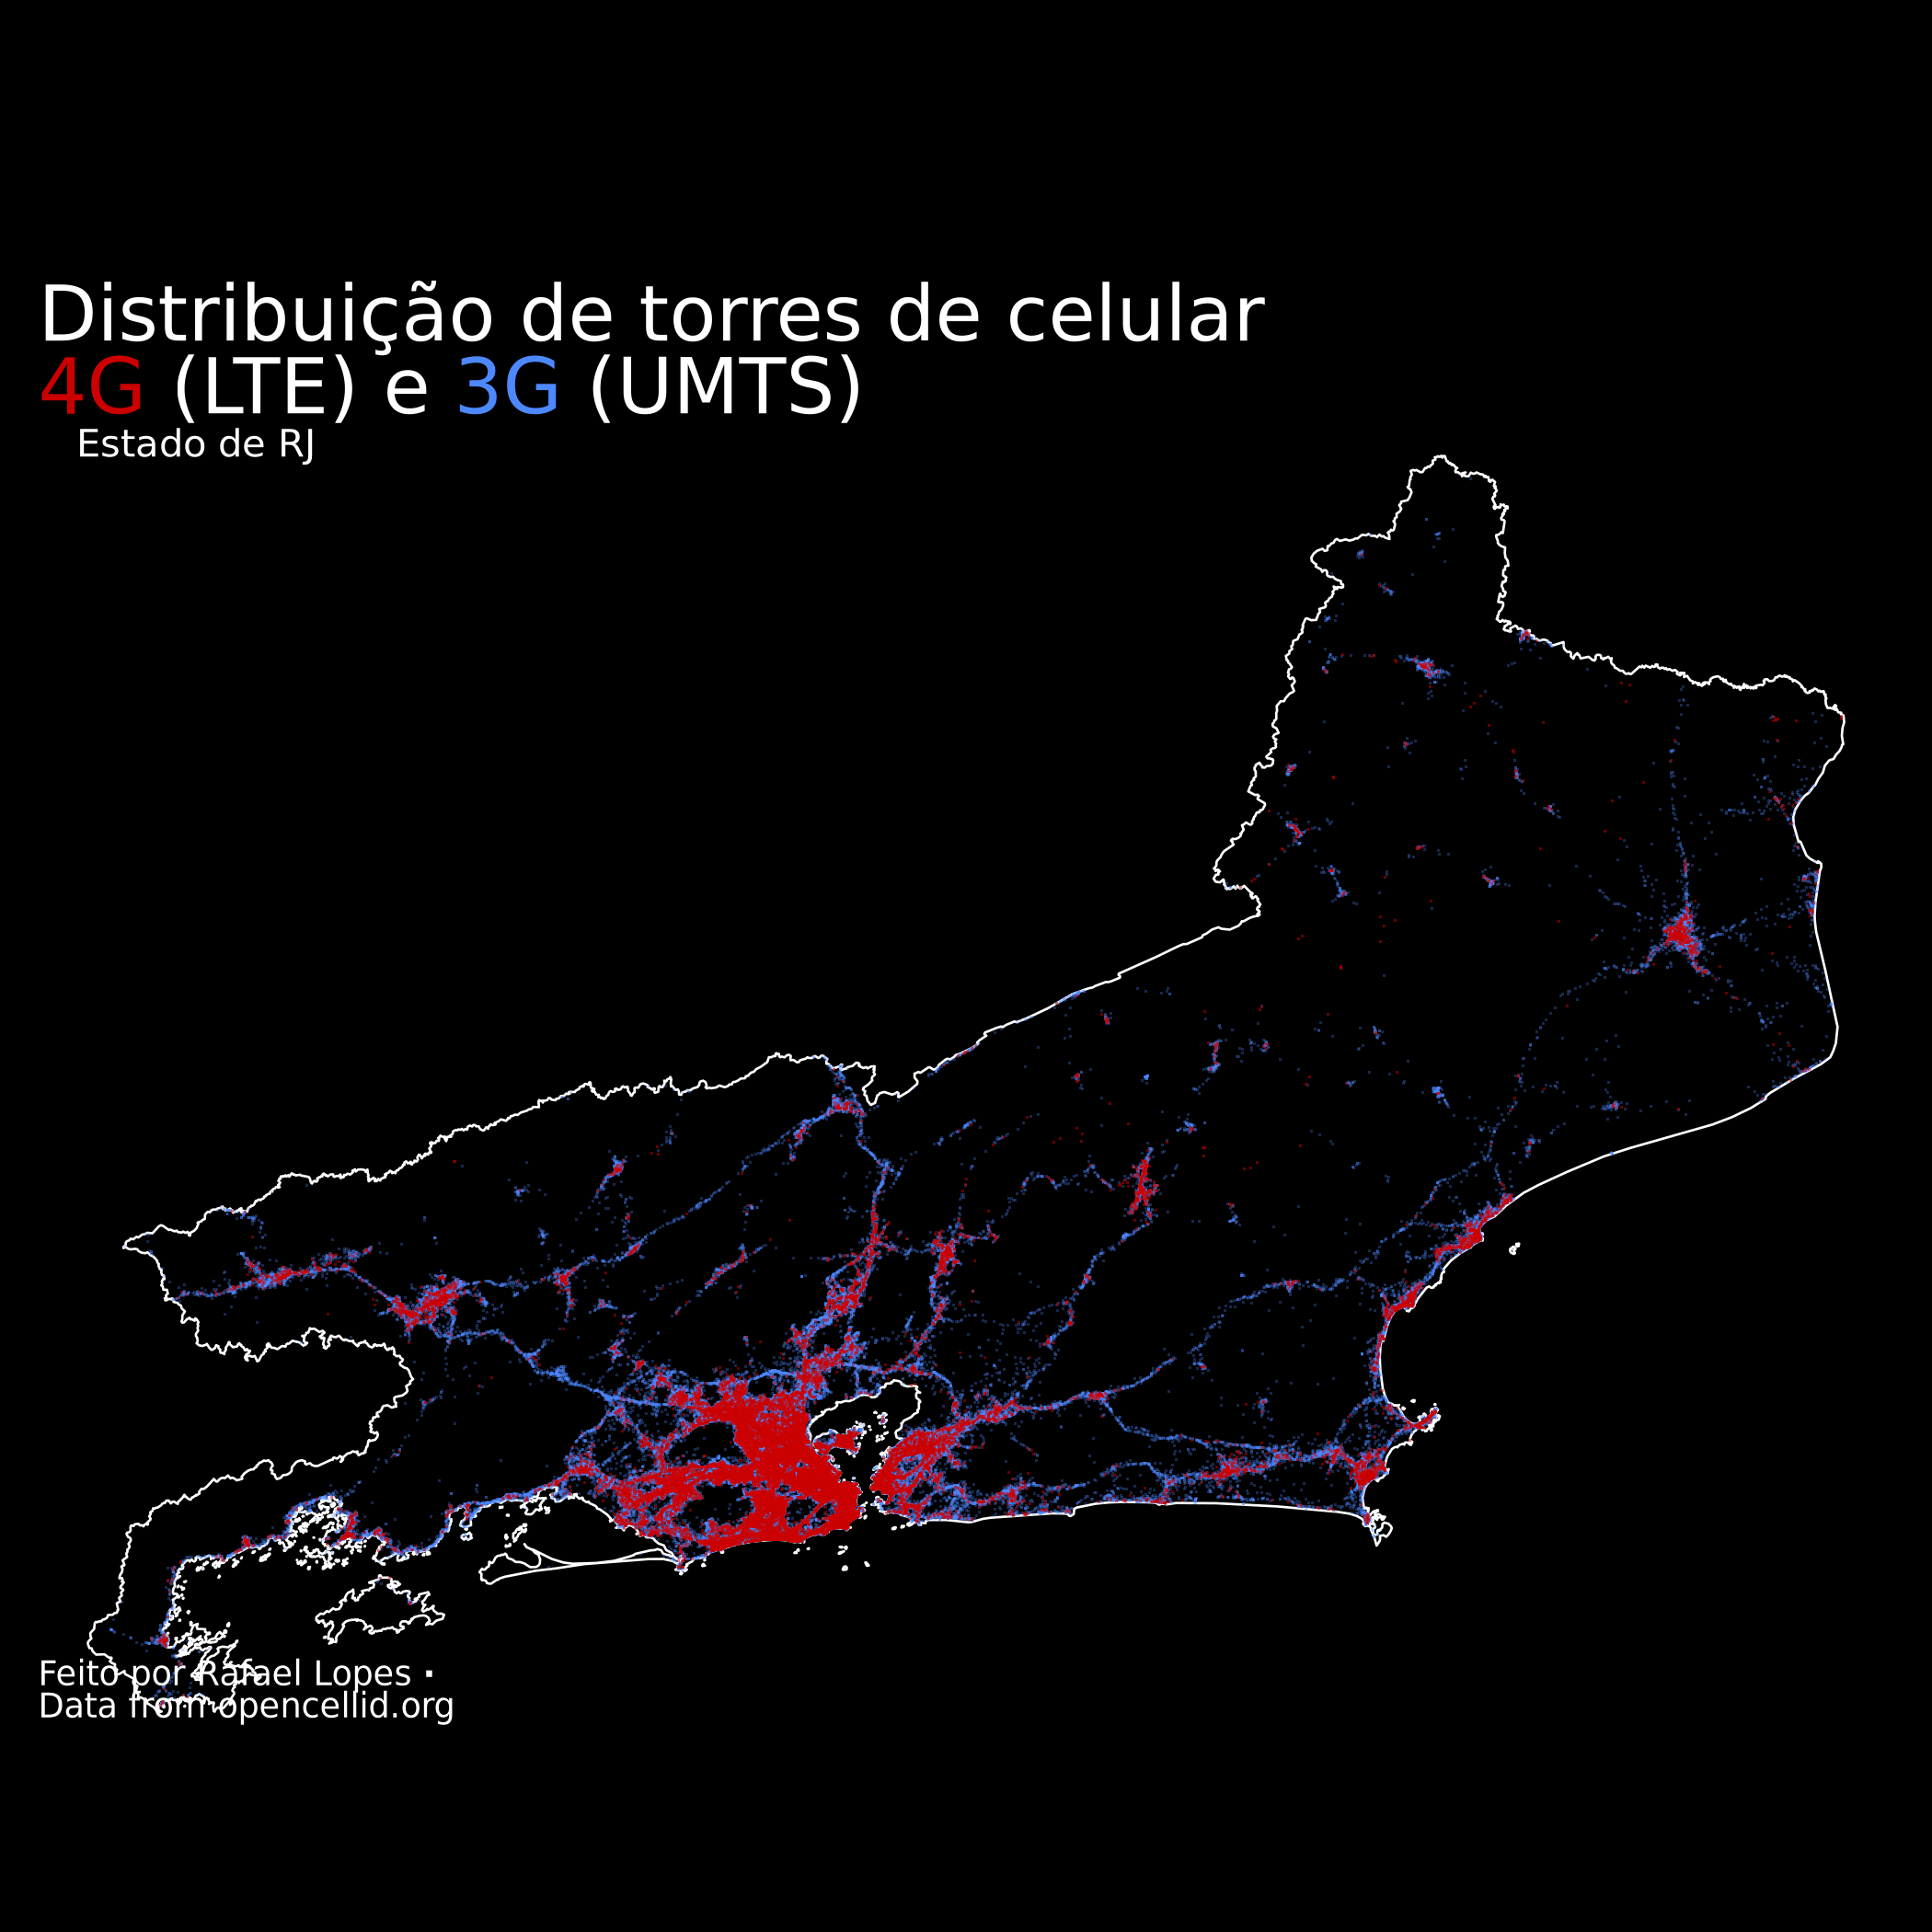 Distribuição de torres de celular
4G (LTE) e 3G (UMTS)
Estado de RJ
Feito por Rafael Lopes ·
Data from opencellid.org